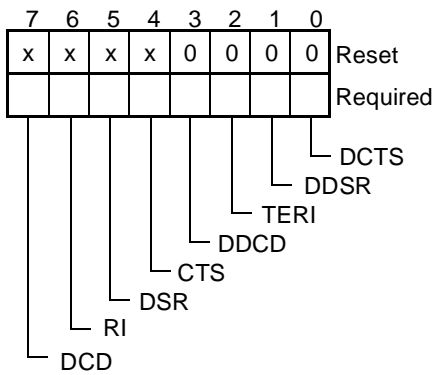 7 6 5 4 3 2 1 0
x x x x 0 0 0 0 Reset
Required
DCTS
DDSR
TERI
DDCD
CTS
DSR
RI
DCD